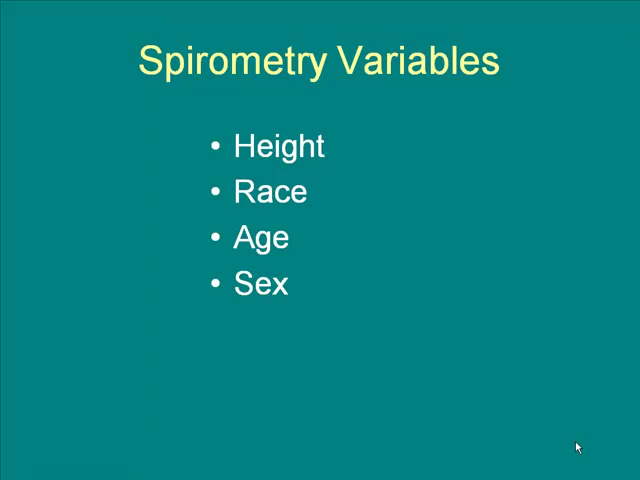 Spirometry Variables
• Height
• Race
• Age
• Sex